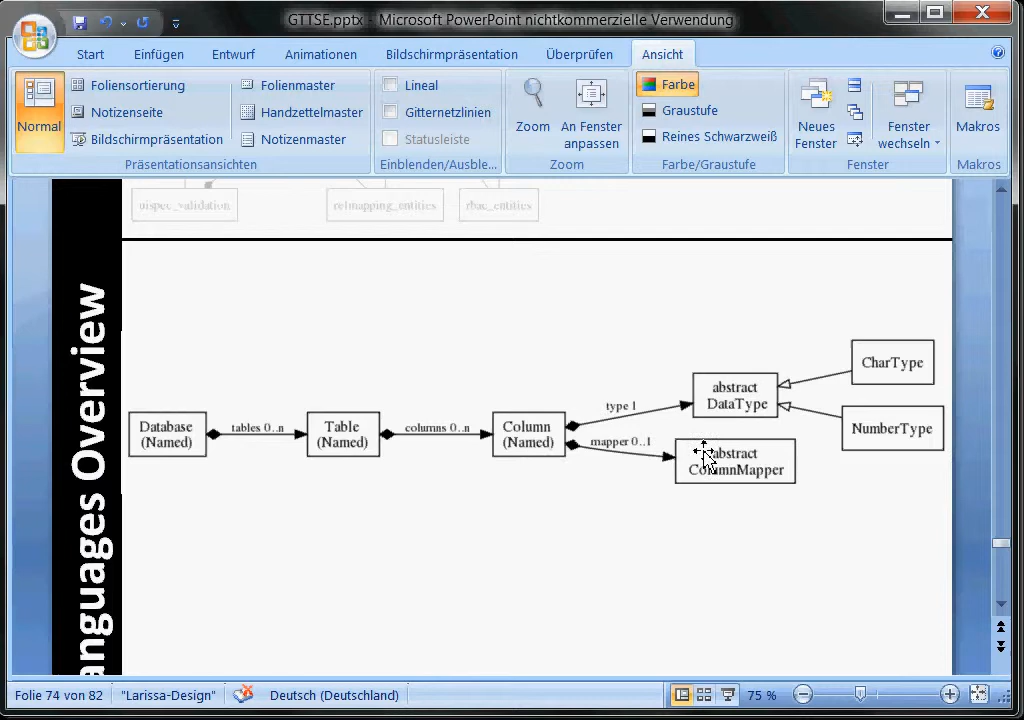 GTTSE.pptx - Microsoft PowerPoint nichtkommerzielle Verwendung
Start Einfügen Entwurf Animationen Bildschirmpräsentation Überprüfen Ansicht
Normal
Foliensortierung
Notizenseite
Bildschirmpräsentation
Folienmaster
Handzettelmaster
Notizenmaster
Präsentationsansichten
Lineal
Gitternetzlinien
Statusleiste
Einblenden/Ausble...
Zoom
An Fenster
anpassen
Zoom
Farbe
Graustufe
Reines Schwarzweiß
Farbe/Graustufe
Neues
Fenster
Fenster
wechseln
Fenster
Makros
Makros
uispec_validation
relmapping_entities
rbac_entities
anguages Overview
Database
(Named)
tables 0..n
Table
(Named)
columns 0..n
Column
(Named)
type 1
mapper 0..1
abstract
DataType
abstract
ColumnMapper
CharType
NumberType
Folie 74 von 82 "Larissa-Design" Deutsch (Deutschland) 75 %